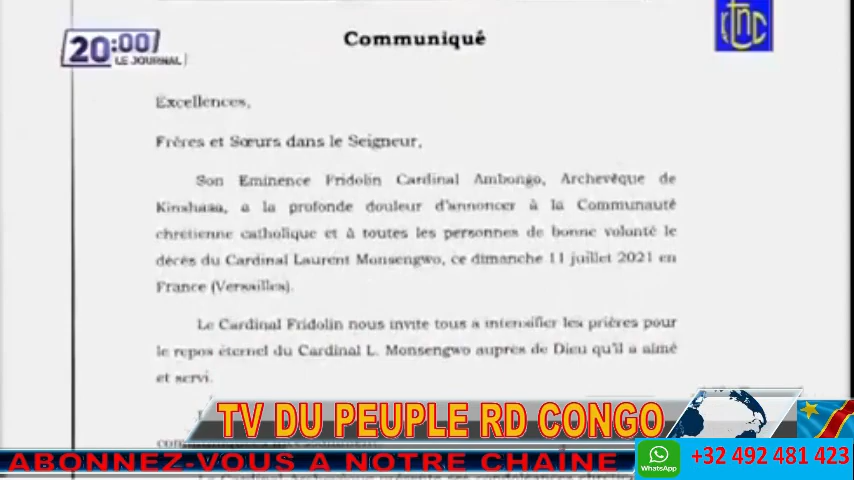 20:00
LE JOURNAL
rtnc
Communiqué
Excellences,
Frères et Sœurs dans le Seigneur,
Son Eminence Fridolin Cardinal Ambongo, Archevêque de
Kinshasa, a la profonde douleur d'annoncer à la Communauté
chrétienne catholique et à toutes les personnes de bonne volonté le
décès du Cardinal Laurent Monsengwo, ce dimanche 11 juillet 2021 en
France (Versailles).
Le Cardinal Fridolin nous invite tous a intensifier les prières pour
le repos éternel du Cardinal L. Monsengwo auprès de Dieu qu'il a aimé
et servi.
TV DU PEUPLE RD CONGO
ABONNEZ-VOUS A NOTRE CHAINE
WhatsApp
+32 492 481 423